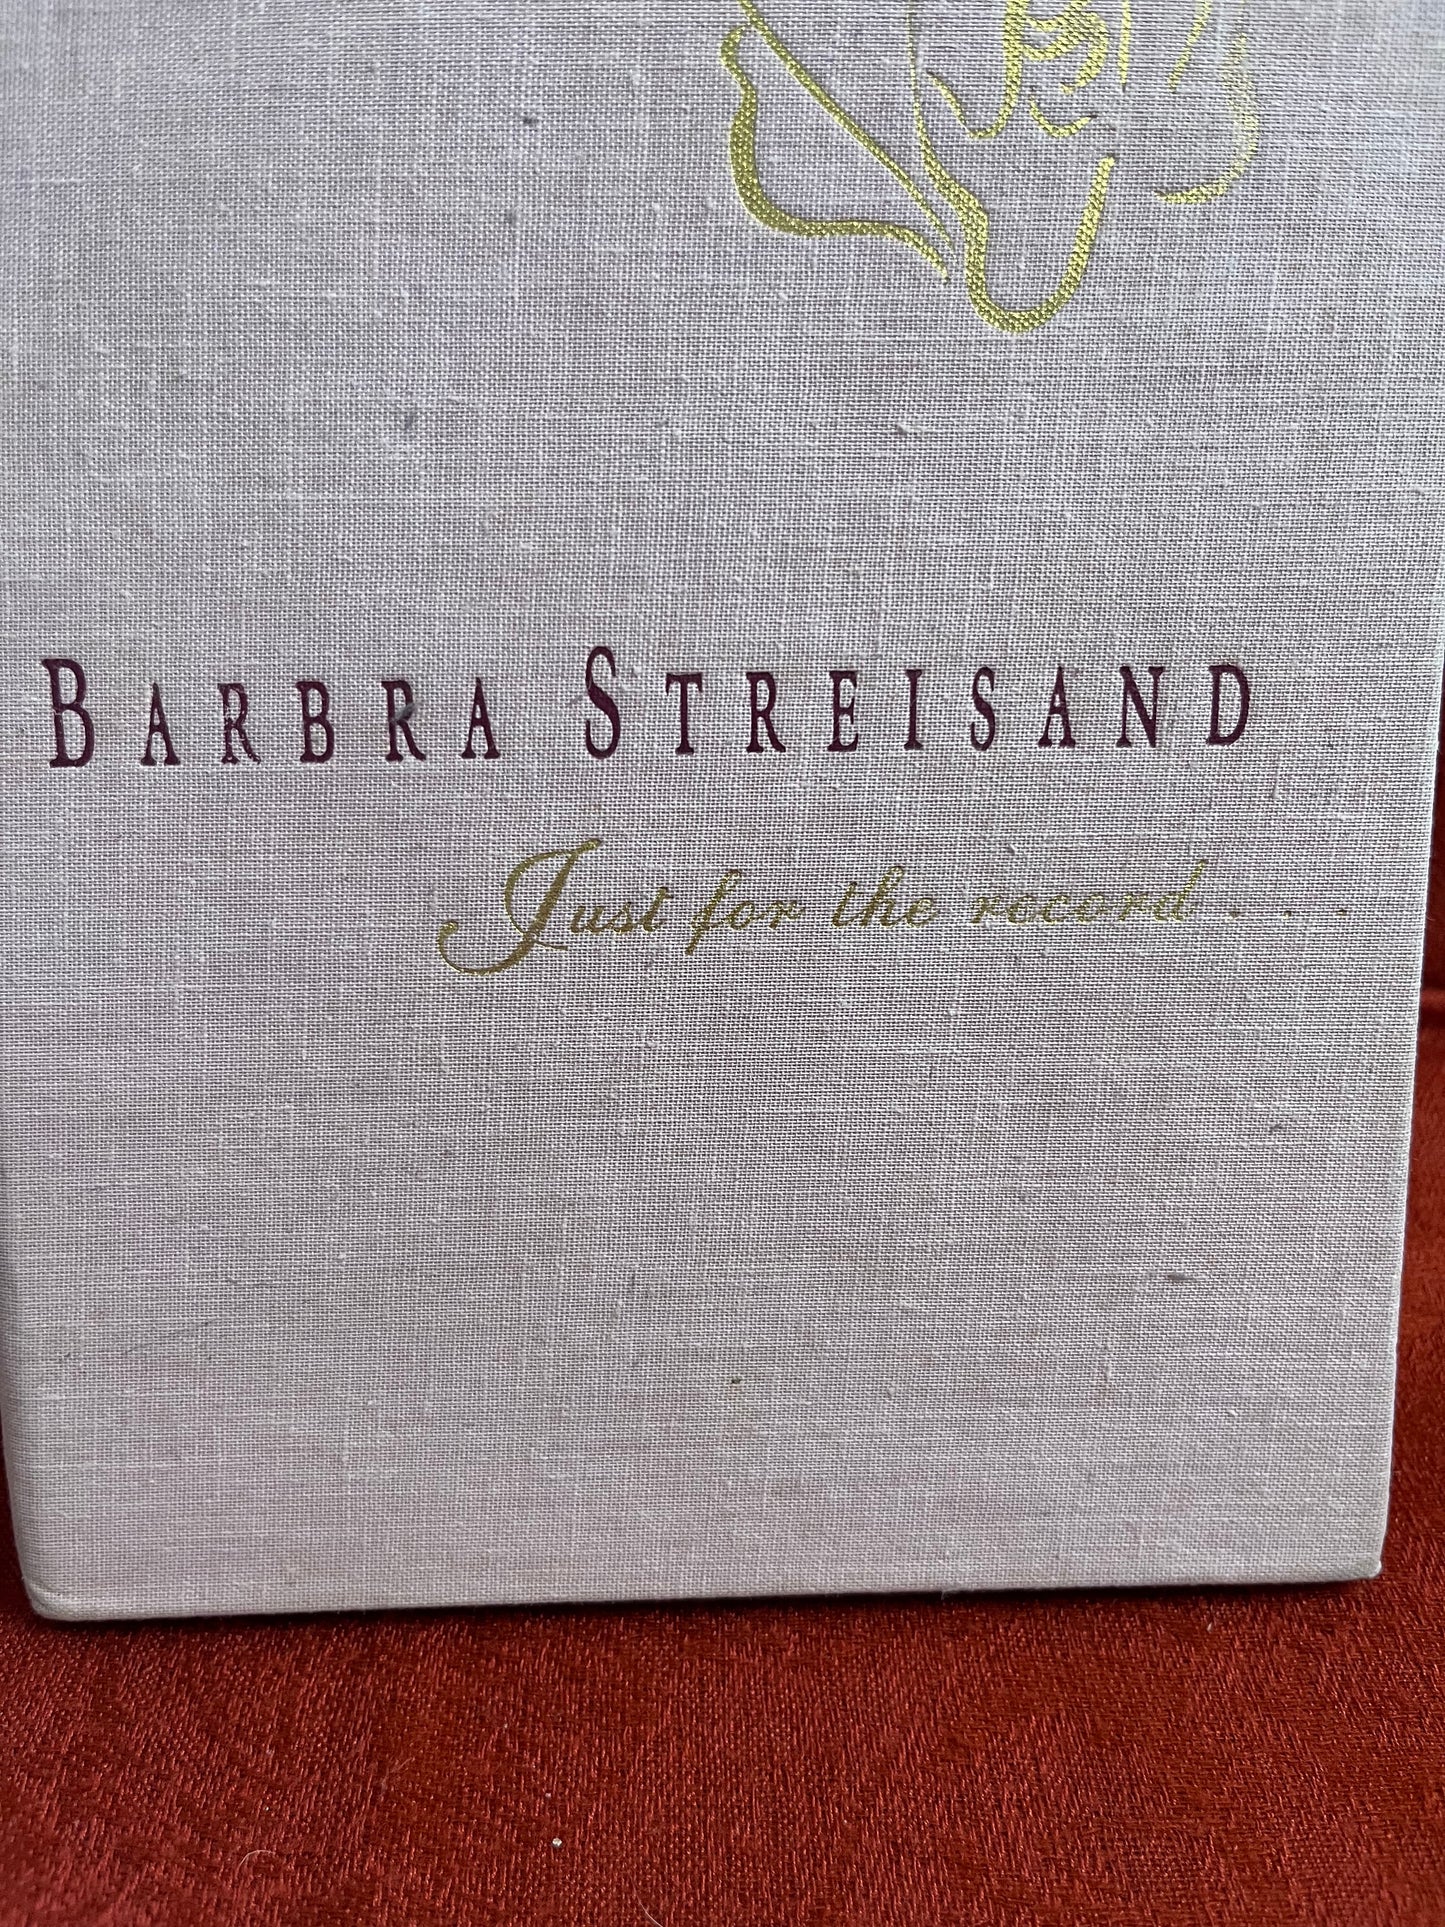 BARBRA STREISAND
Just for the record . . . .